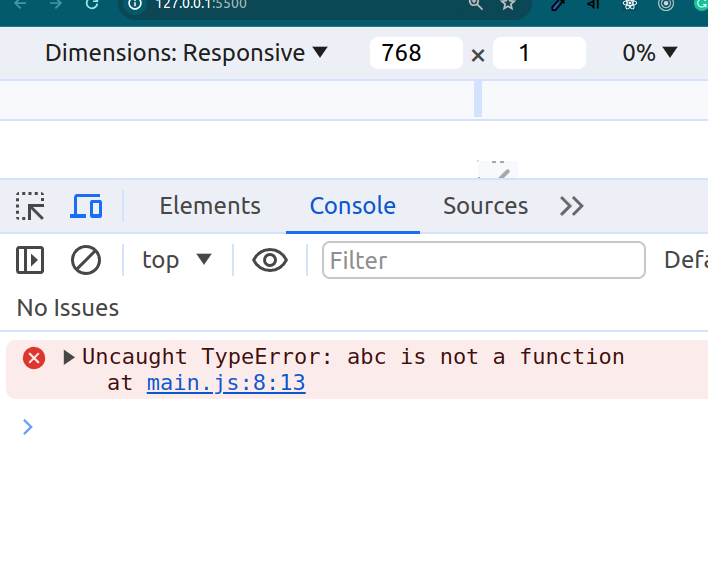 127.0.0.1:5500
Dimensions: Responsive 768 × 1 0%
Elements Console Sources
top Filter Defa
No Issues
Uncaught TypeError: abc is not a function
at main.js:8:13